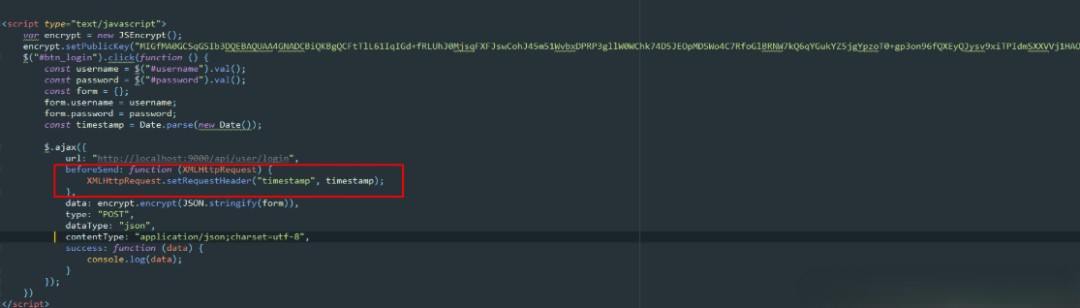 <script type="text/javascript">
var encrypt = new JSEncrypt();
encrypt.setPublicKey("
$("#btn_login").click(function () {
const username = $("#username").val();
const password = $("#password").val();
const form = {};
form.username = username;
form.password = password;
const timestamp = Date.parse(new Date());
$.ajax({
url: "http://localhost:9000/api/user/login",
beforeSend: function (XMLHttpRequest) {
XMLHttpRequest.setRequestHeader("timestamp", timestamp);
},
data: encrypt.encrypt(JSON.stringify(form)),
type: "POST",
dataType: "json",
contentType: "application/json;charset=utf-8",
success: function (data) {
console.log(data);
}
});
})
</script>